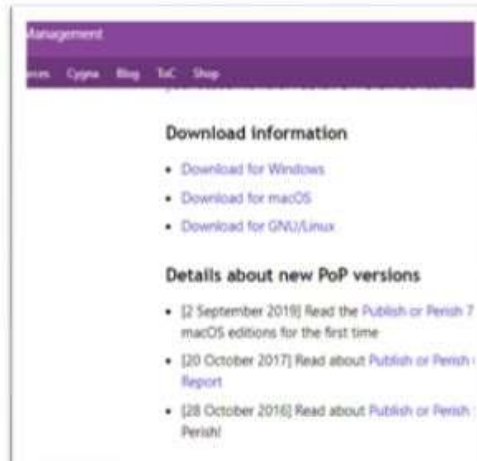 Management
Cygna Blog ToC Shop
Download information
Download for Windows
Download for macOS
Download for GNU/Linux
Details about new PoP versions
[2 September 2019] Read the Publish or Perish 7
macOS editions for the first time
[20 October 2017] Read about Publish or Perish
Report
[28 October 2016] Read about Publish or Perish
Perish!